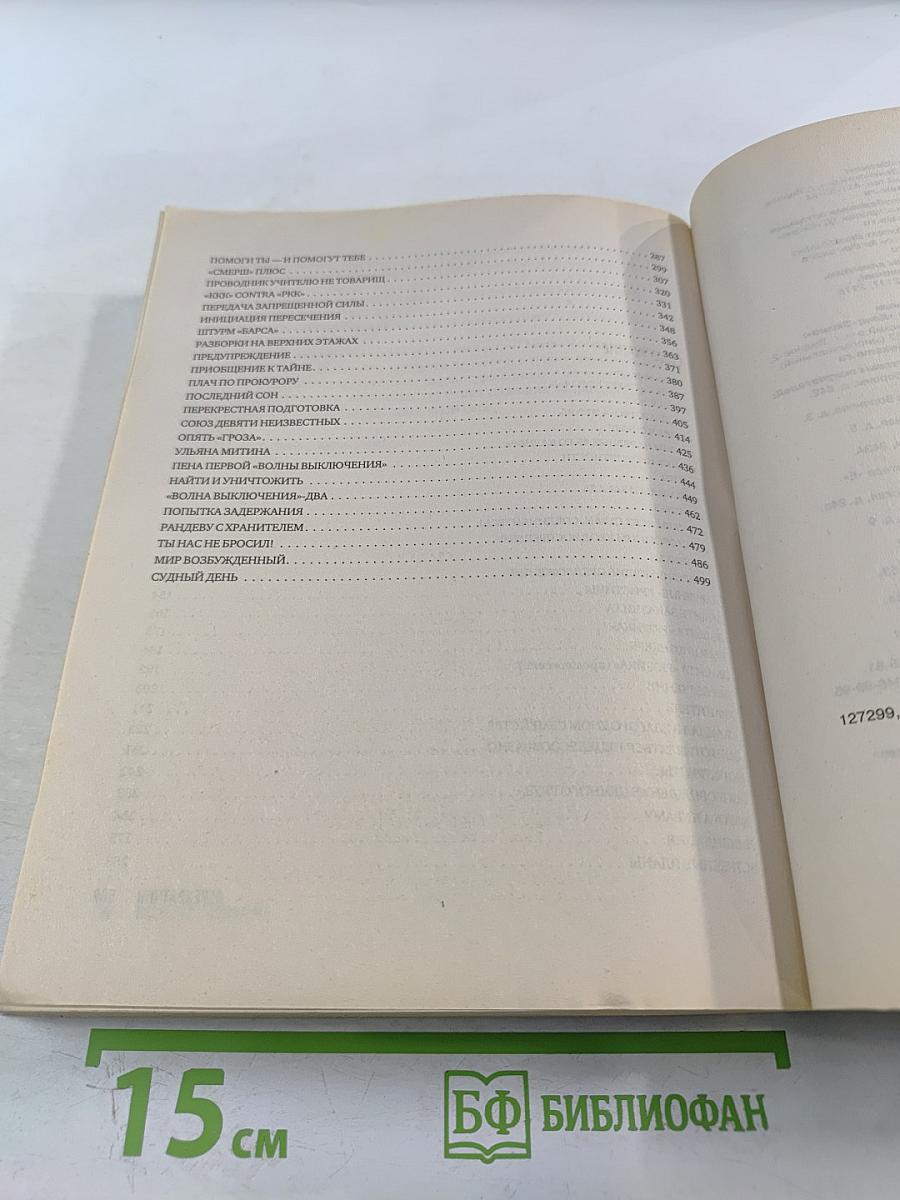 ПОМОГИ ТЫ — И ПОМОГУТ ТЕБЕ . . . 287
«СМЕРШ» ПЛЮС . . . 299
ПРОВОДНИК УЧИТЕЛЮ НЕ ТОВАРИЩ . . . 307
«ККК» CONTRA «РКК» . . . 320
ПЕРЕДАЧА ЗАПРЕЩЕННОЙ СИЛЫ . . . 331
ИНИЦИАЦИЯ ПЕРЕСЕЧЕНИЯ . . . 342
ШТУРМ «БАРСА» . . . 348
РАЗБОРКИ НА ВЕРХНИХ ЭТАЖАХ . . . 356
ПРЕДУПРЕЖДЕНИЕ . . . 363
ПРИОБЩЕНИЕ К ТАЙНЕ . . . 371
ПЛАЧ ПО ПРОКУРОРУ . . . 380
ПОСЛЕДНИЙ СОН . . . 387
ПЕРЕКРЕСТНАЯ ПОДГОТОВКА . . . 397
СОЮЗ ДЕВЯТИ НЕИЗВЕСТНЫХ . . . 405
ОПЯТЬ «ГРОЗА» . . . 414
УЛЬЯНА МИТИНА . . . 425
ПЕНА ПЕРВОЙ «ВОЛНЫ ВЫКЛЮЧЕНИЯ» . . . 436
НАЙТИ И УНИЧТОЖИТЬ . . . 444
«ВОЛНА ВЫКЛЮЧЕНИЯ»-ДВА . . . 449
ПОПЫТКА ЗАДЕРЖАНИЯ . . . 462
РАНДЕВУ С ХРАНИТЕЛЕМ . . . 472
ТЫ НАС НЕ БРОСИЛ! . . . 479
МИР ВОЗБУЖДЕННЫЙ . . . 486
СУДНЫЙ ДЕНЬ . . . 499
127299,
15 СМ
БФ БИБЛИОФАН